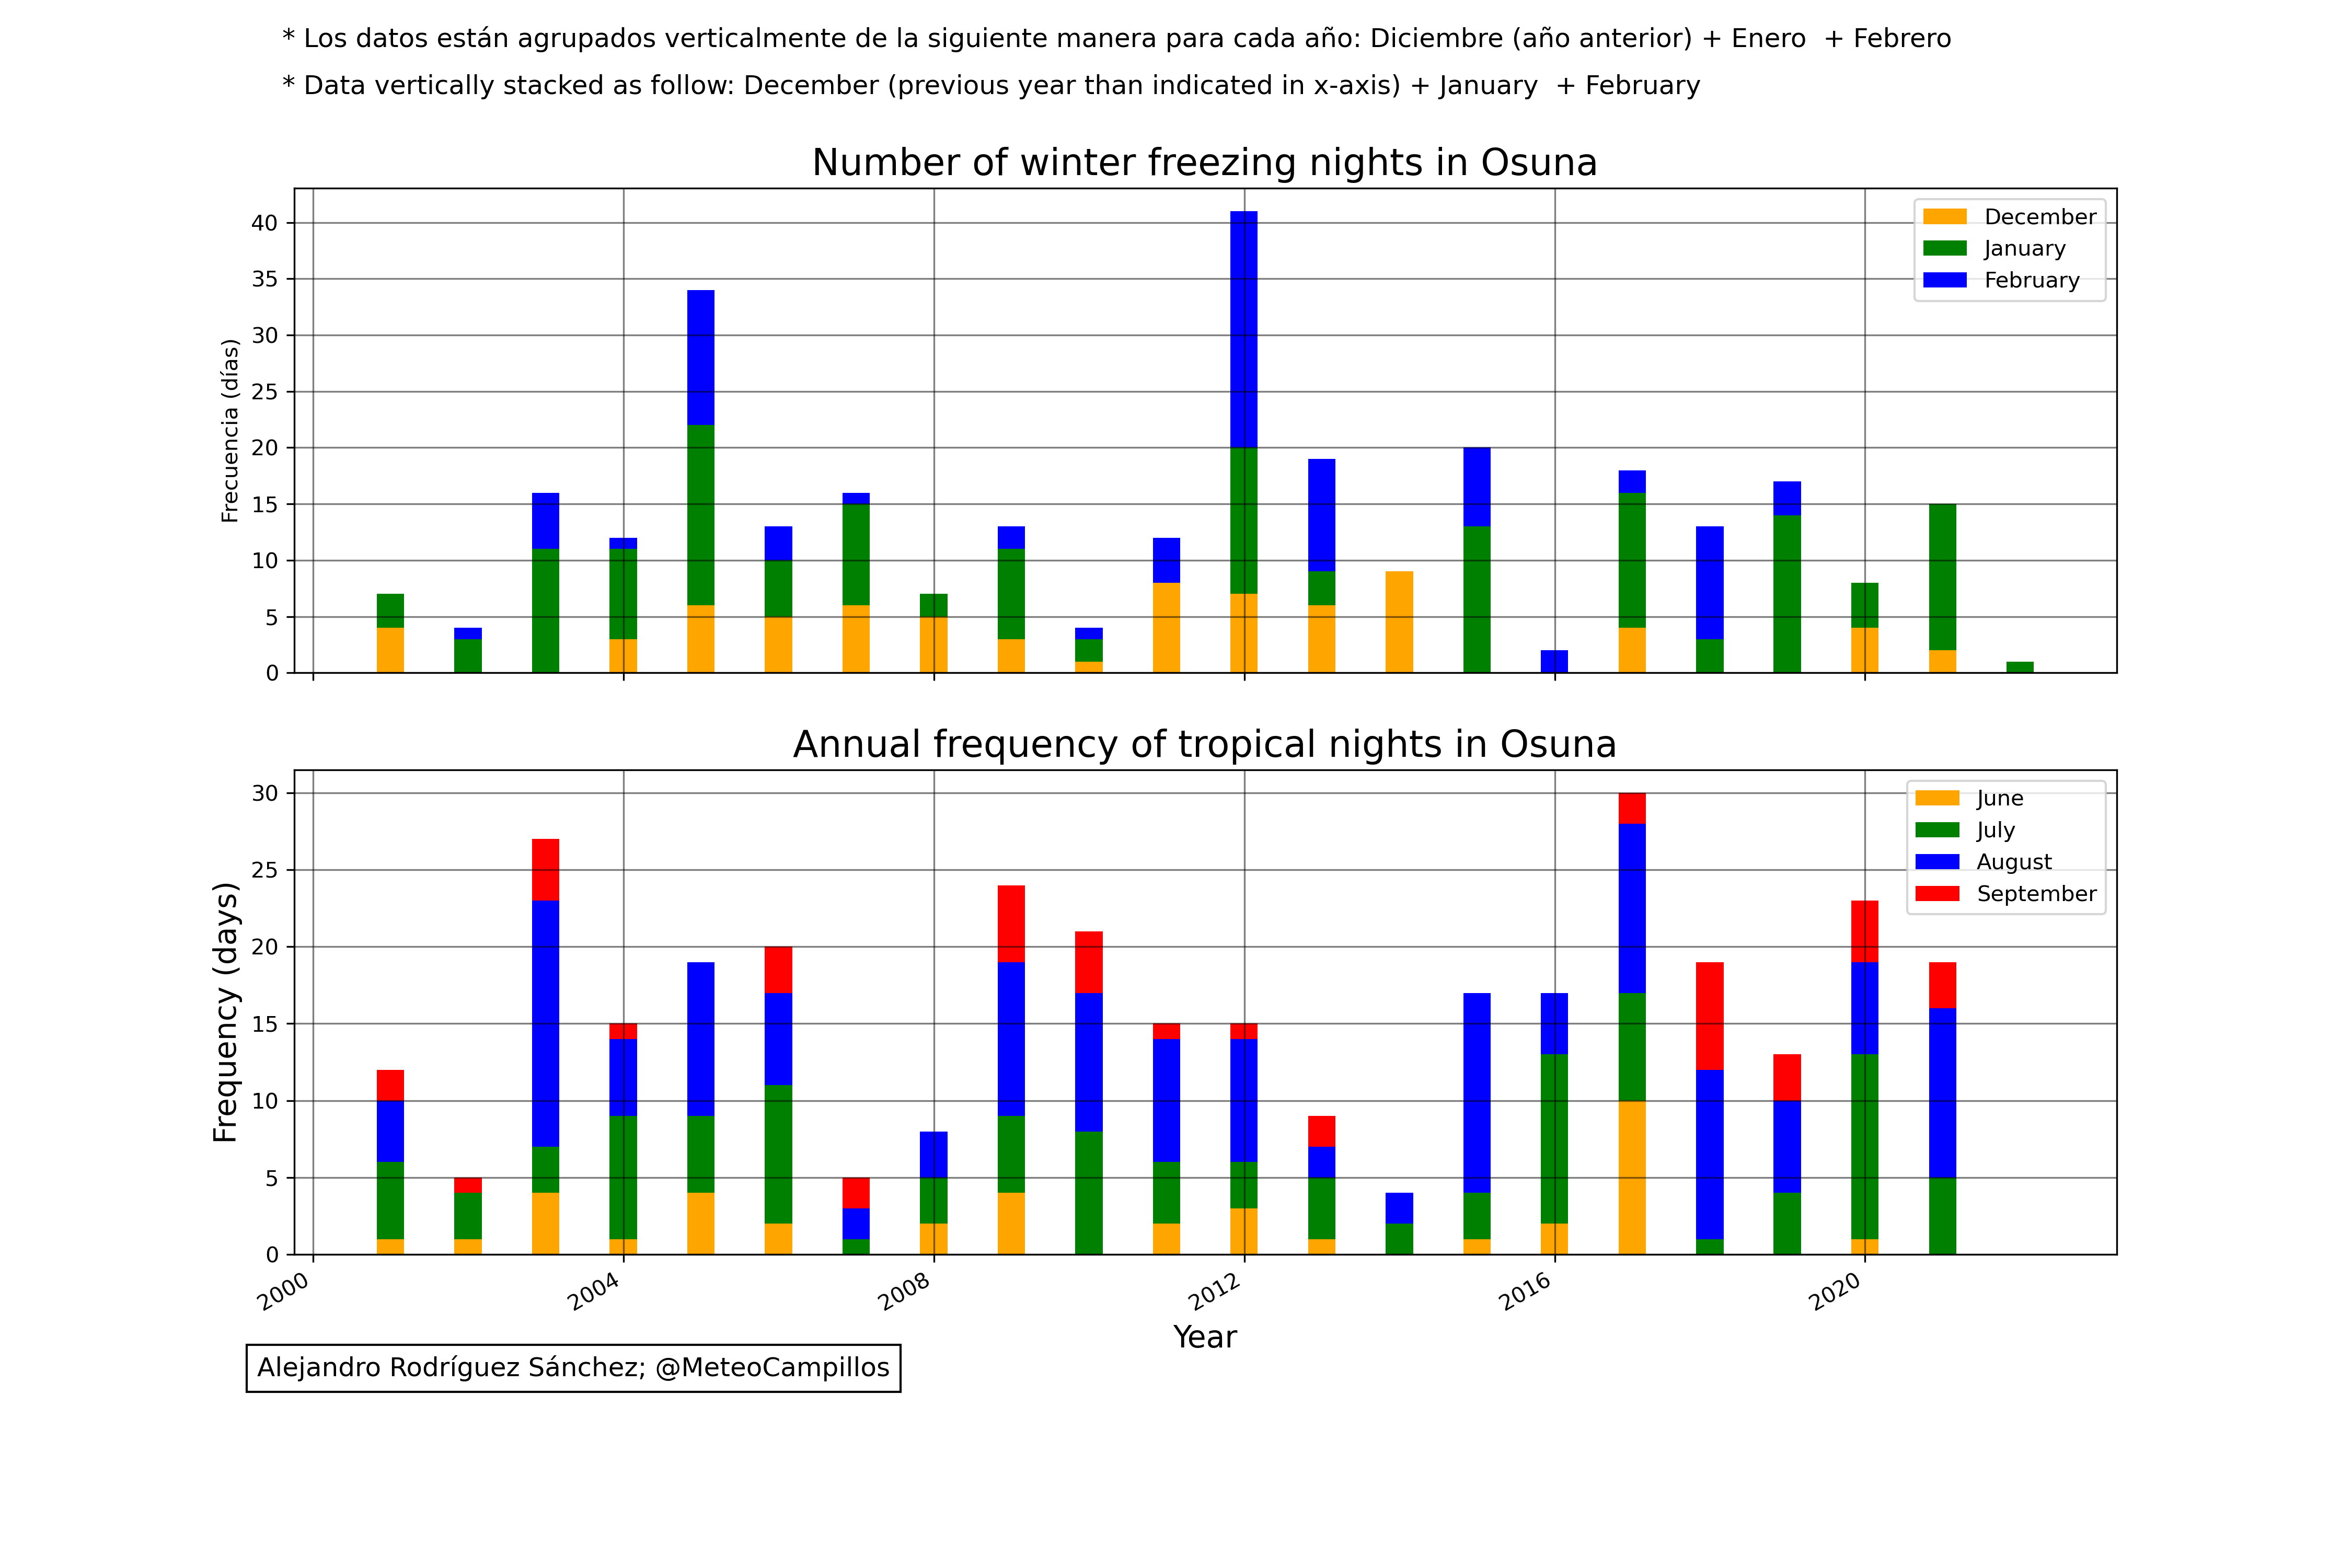 * Los datos están agrupados verticalmente de la siguiente manera para cada año: Diciembre (año anterior) + Enero  + Febrero
* Data vertically stacked as follow: December (previous year than indicated in x-axis) + January  + February
Number of winter freezing nights in Osuna
Frecuencia (días)
40
35
30
25
20
15
10
5
0
December
January
February
Annual frequency of tropical nights in Osuna
Frequency (days)
30
25
20
15
10
5
0
June
July
August
September
2000 2004 2008 2012 2016 2020
Year
Alejandro Rodríguez Sánchez; @MeteoCampillos